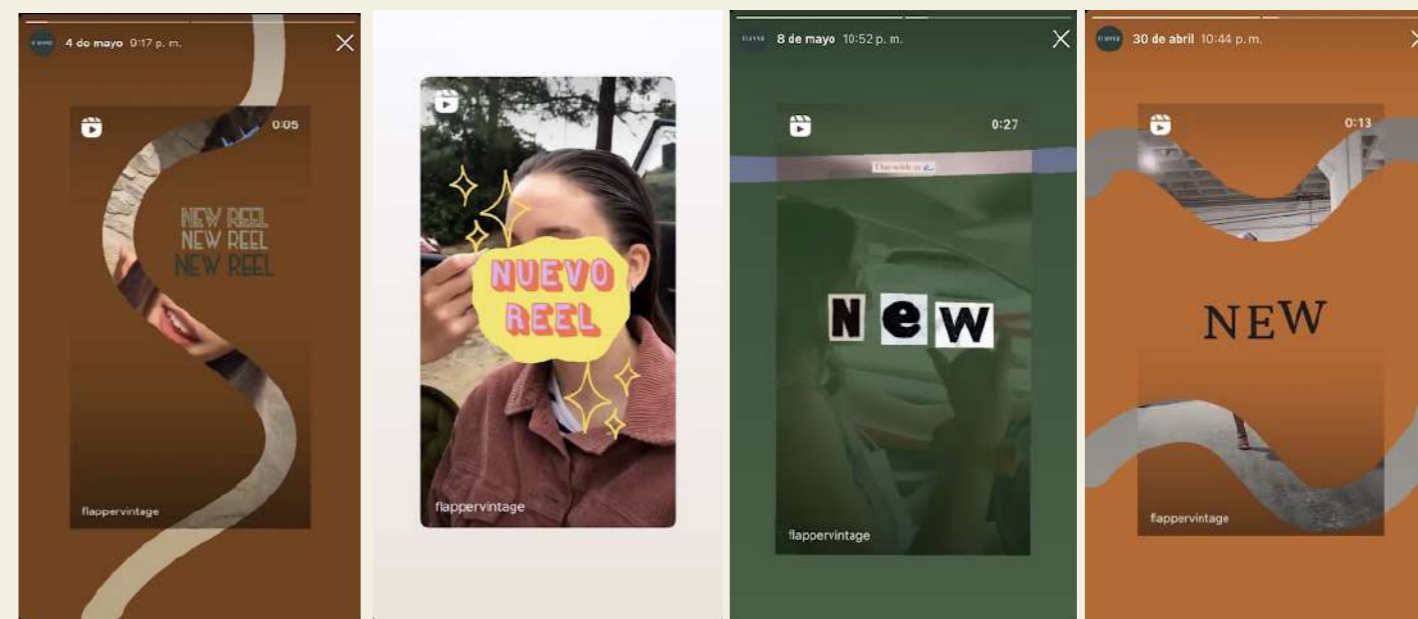 4 de mayo 9:17 p. m.
0:05
NEW REEL
NEW REEL
NEW REEL
flappervintage
NUEVO
REEL
flappervintage
8 de mayo 10:52 p. m.
0:27
New
flappervintage
FLAPPER
30 de abril 10:44 p. m.
0:13
NEW
flappervintage